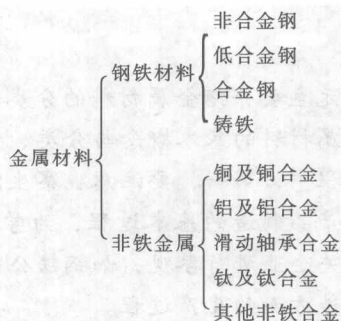 金属材料
钢铁材料
非合金钢
低合金钢
合金钢
铸铁
非铁金属
铜及铜合金
铝及铝合金
滑动轴承合金
钛及钛合金
其他非铁合金